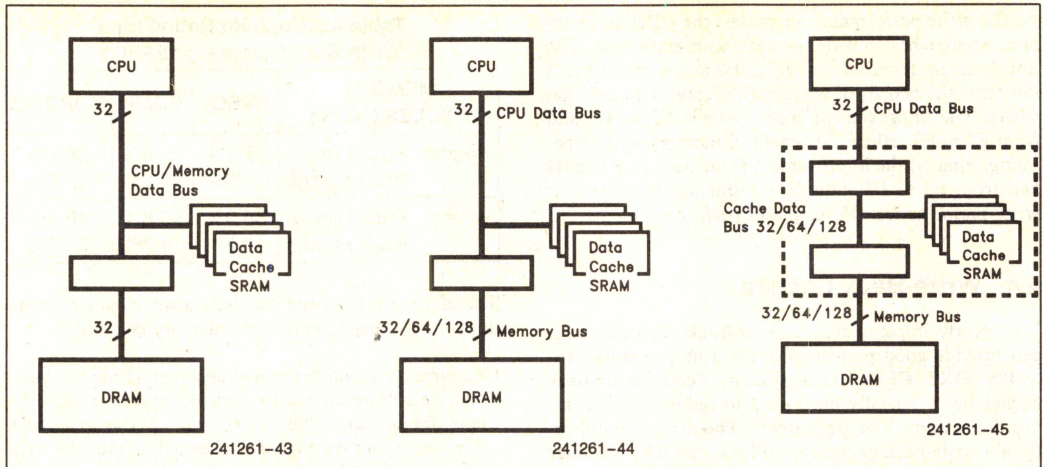 CPU
32
CPU/Memory
Data Bus
Data
Cache
SRAM
32
DRAM
241261-43
CPU
32
CPU Data Bus
Data
Cache
SRAM
32/64/128
Memory Bus
DRAM
241261-44
CPU
32
CPU Data Bus
Cache Data
Bus 32/64/128
Data
Cache
SRAM
32/64/128
Memory Bus
DRAM
241261-45